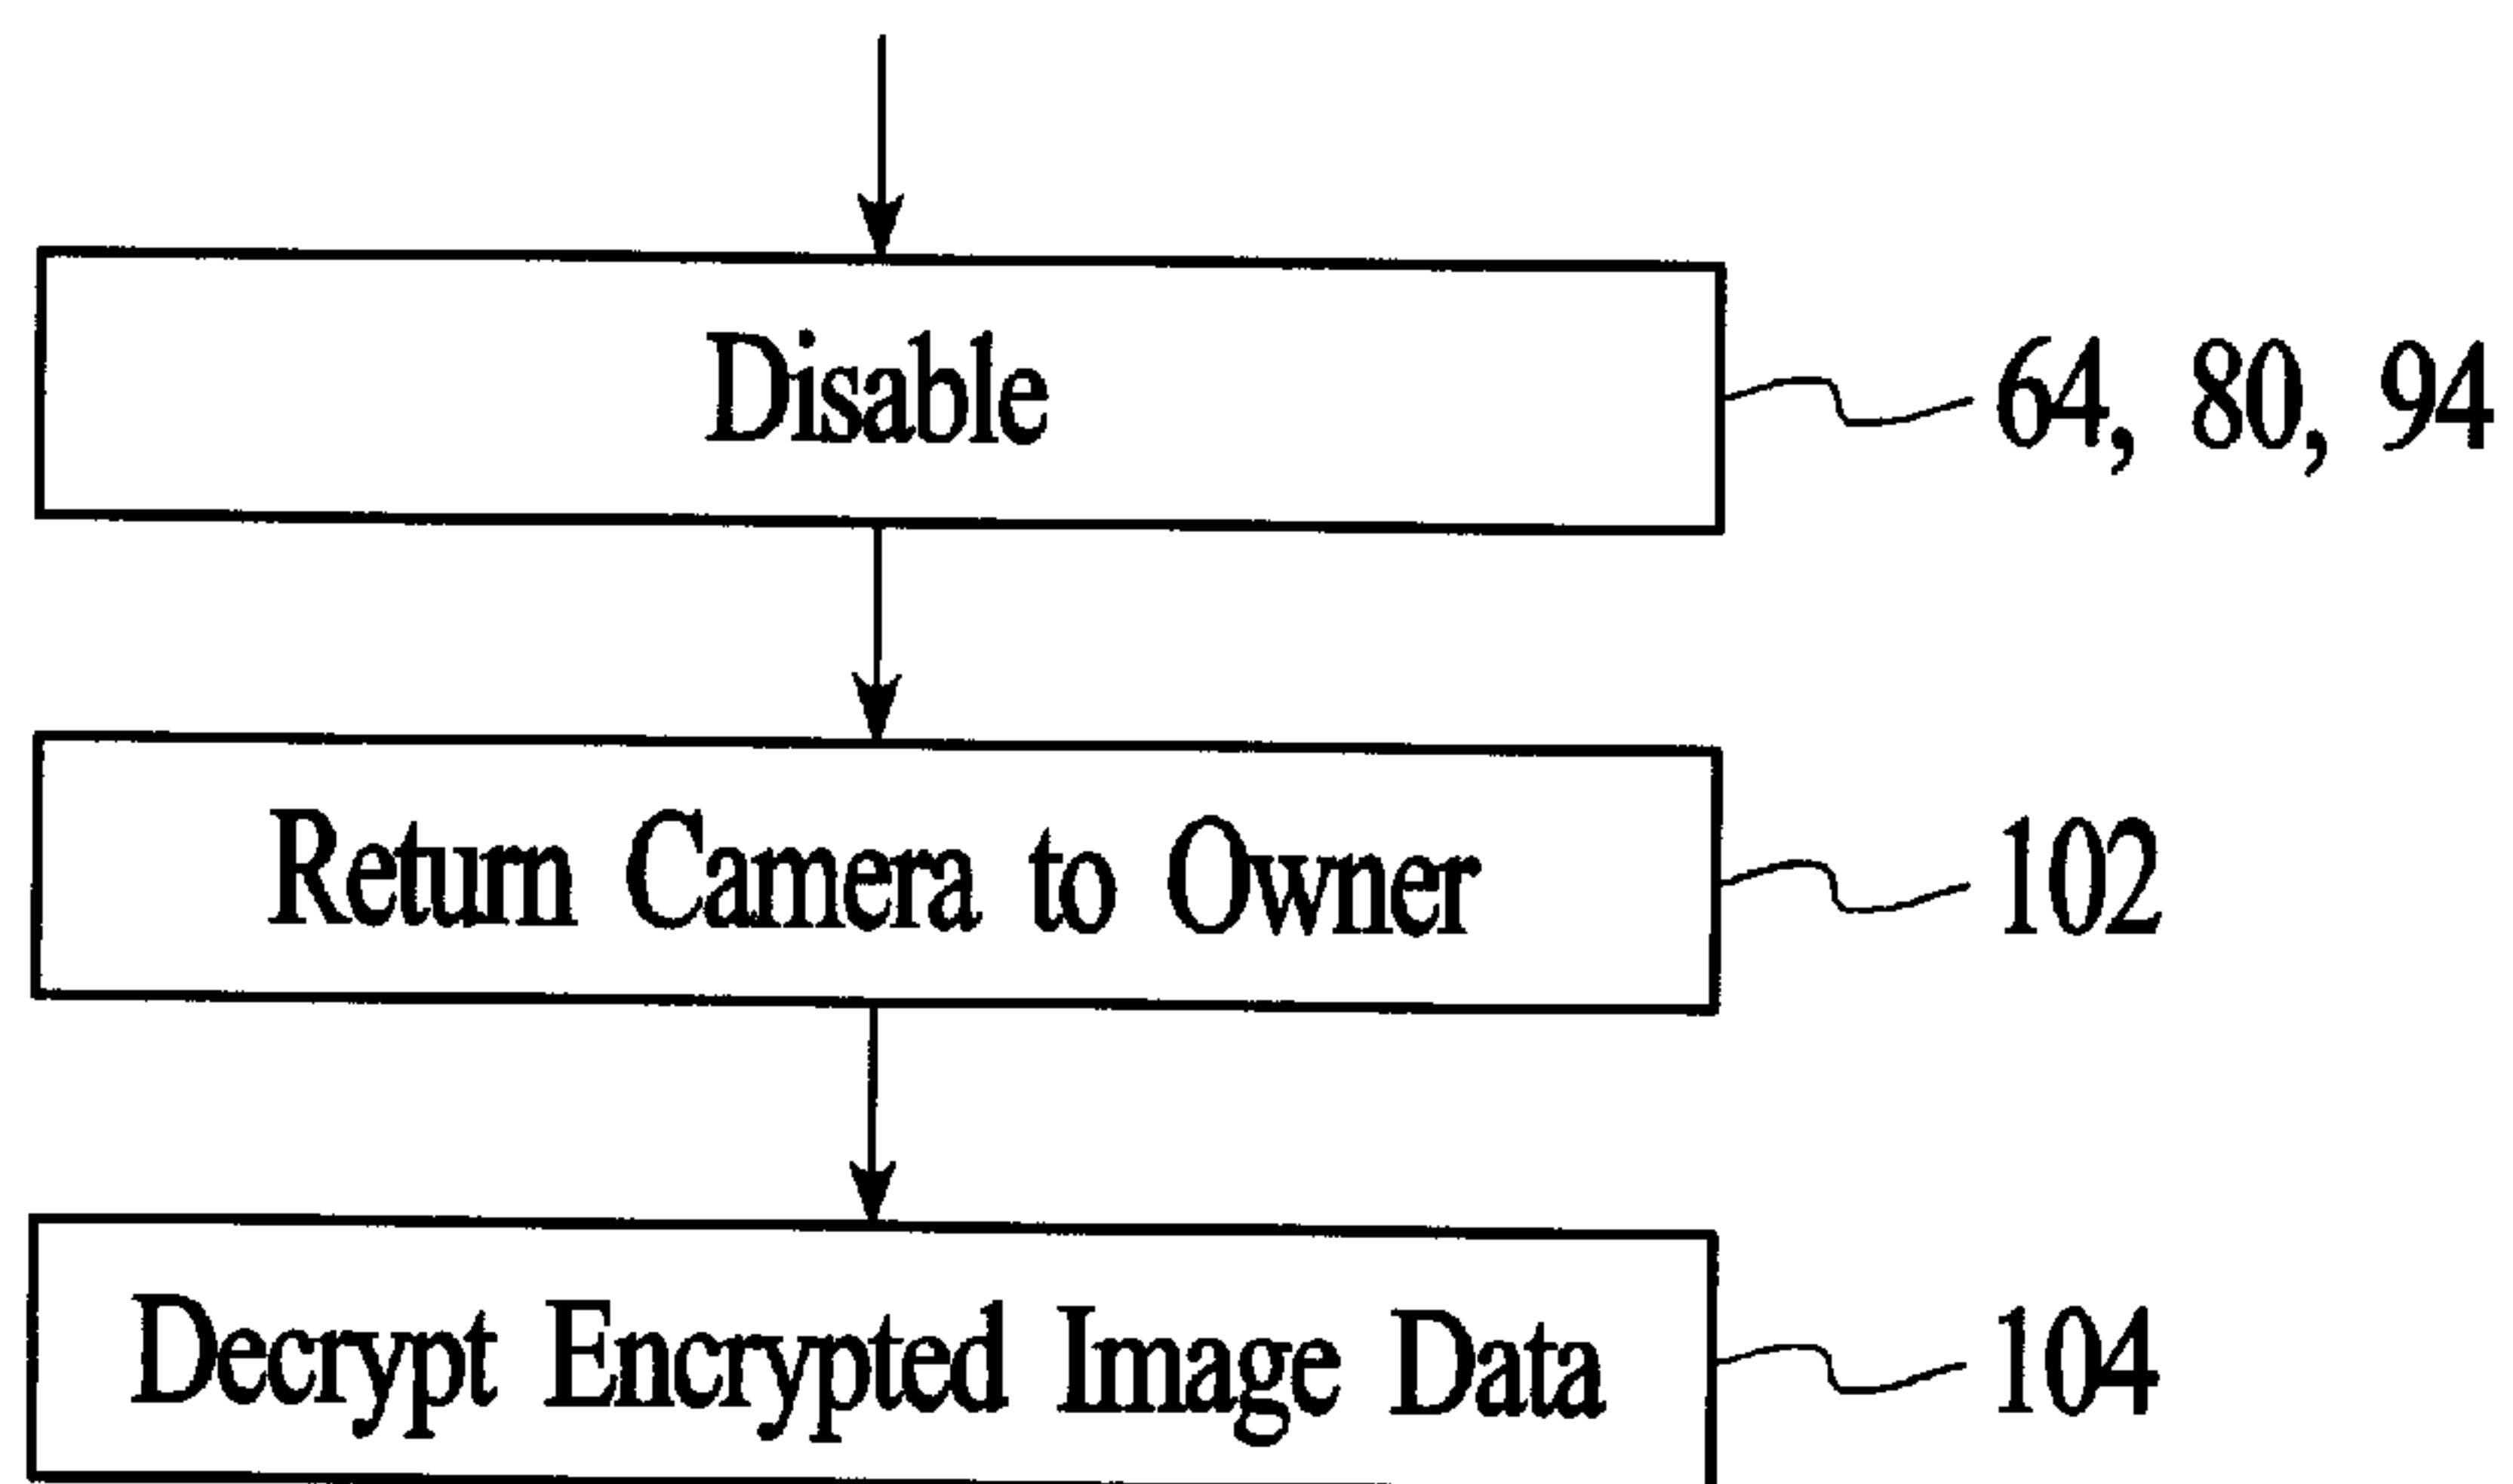 Disable
64, 80, 94
Return Camera to Owner
102
Decrypt Encrypted Image Data
104